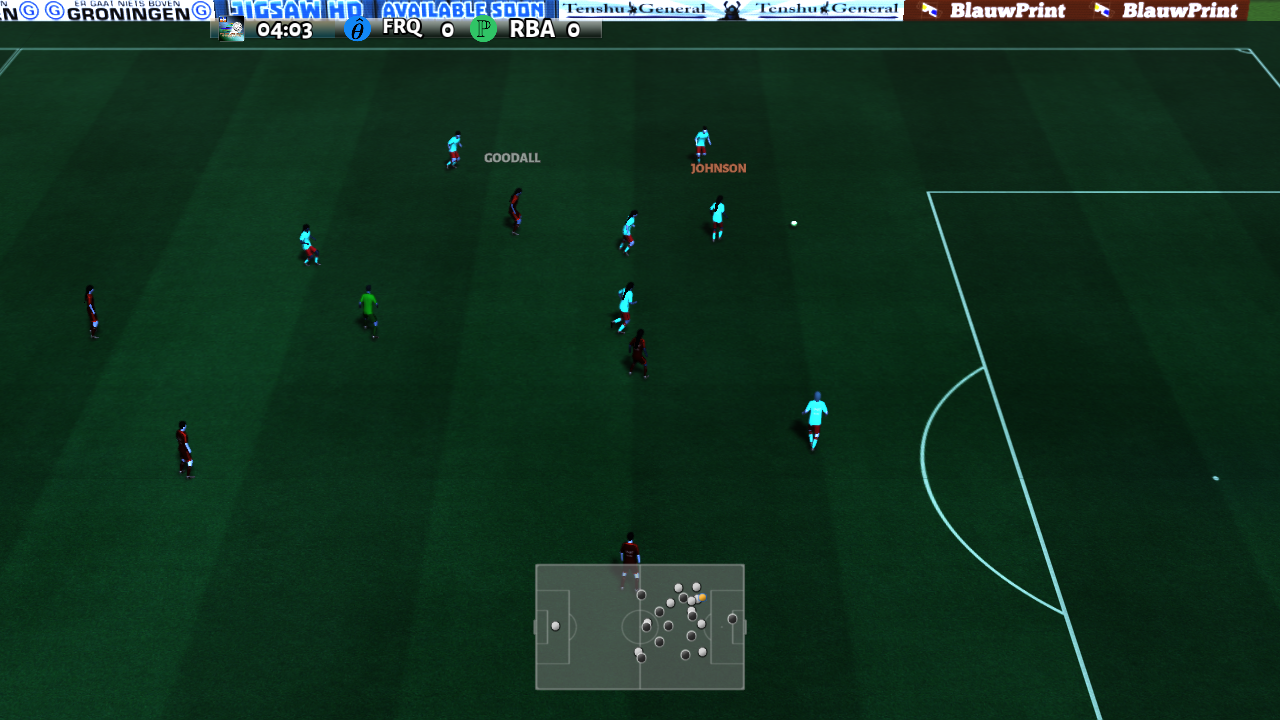 EN G G ER GAAT NIETS BOVEN
GRONINGEN G
JIGSAW HD AVAILABLE SOON
Tenshu General Tenshu General
BlauwPrint BlauwPrint
04:03 θ FRQ 0 P RBA 0
GOODALL
JOHNSON